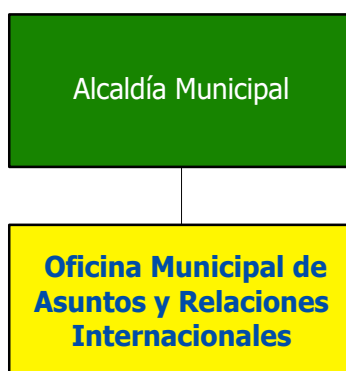 Alcaldía Municipal
Oficina Municipal de
Asuntos y Relaciones
Internacionales